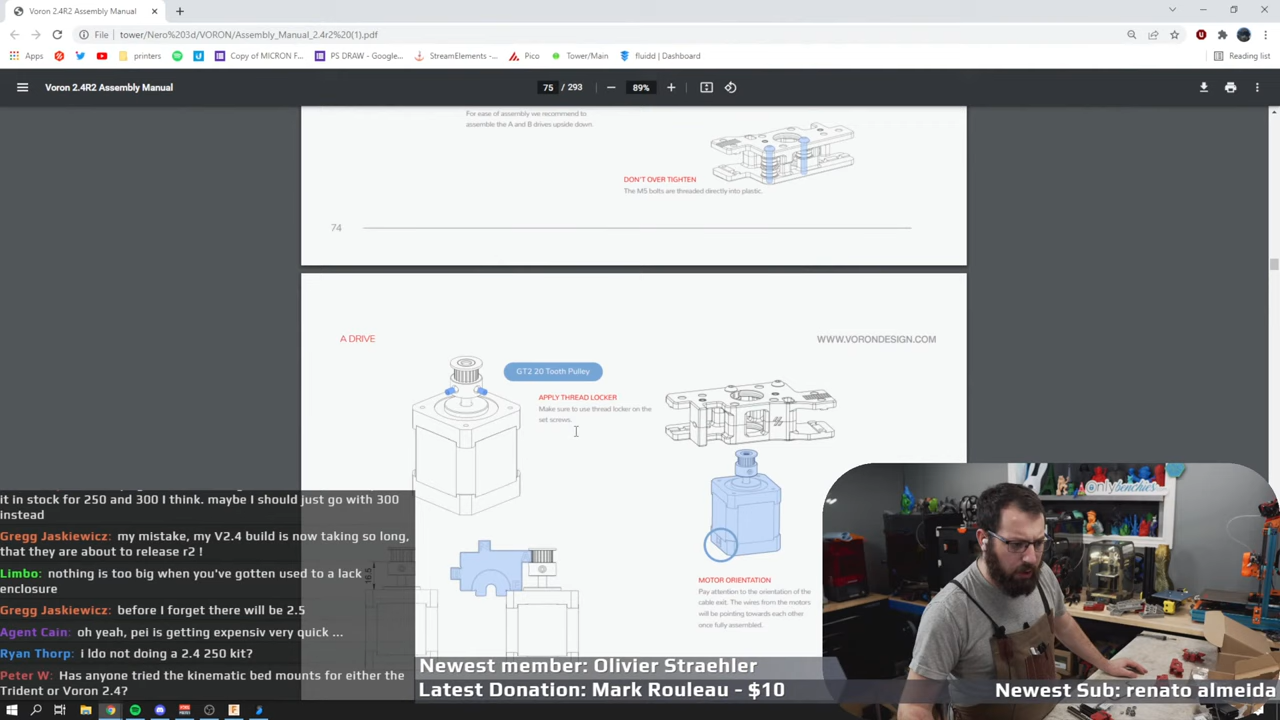 Voron 2.4R2 Assembly Manual
File
tower/Nero%203d/VORON/Assembly_Manual_2.4r2%20(1).pdf
Apps
printers
Copy of MICRON F...
PS DRAW - Google...
StreamElements -...
Pico
Tower/Main
fluidd | Dashboard
Reading list
Voron 2.4R2 Assembly Manual
75 / 293
89%
For ease of assembly we recommend to
assemble the A and B drives upside down.
DON'T OVER TIGHTEN
The M5 bolts are threaded directly into plastic.
74
A DRIVE
WWW.VORONDESIGN.COM
GT2 20 Tooth Pulley
APPLY THREAD LOCKER
Make sure to use thread locker on the
set screws.
16.5
MOTOR ORIENTATION
Pay attention to the orientation of the
cable exit. The wires from the motors
will be pointing towards each other
once fully assembled.
it in stock for 250 and 300 I think. maybe I should just go with 300
instead
Gregg Jaskiewicz: my mistake, my V2.4 build is now taking so long,
that they are about to release r2 !
Limbo: nothing is too big when you've gotten used to a lack
enclosure
Gregg Jaskiewicz: before I forget there will be 2.5
Agent Cain: oh yeah, pei is getting expensiv very quick ...
Ryan Thorp: i ldo not doing a 2.4 250 kit?
Peter W: Has anyone tried the kinematic bed mounts for either the
Trident or Voron 2.4?
Only benchies
Newest member: Olivier Straehler
Latest Donation: Mark Rouleau - $10
Newest Sub: renato almeida